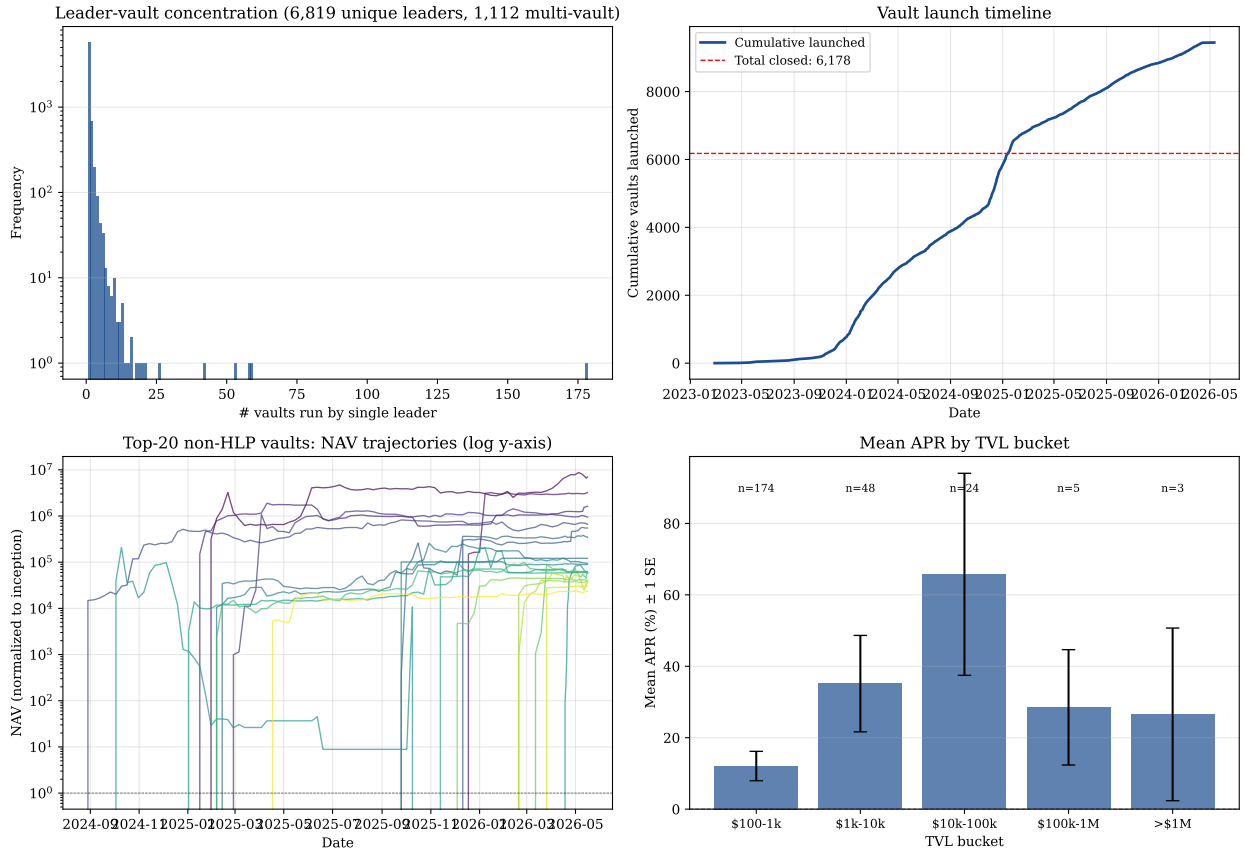 Leader-vault concentration (6,819 unique leaders, 1,112 multi-vault)
Frequency
10³
10²
10¹
10⁰
0 25 50 75 100 125 150 175
# vaults run by single leader
Vault launch timeline
Cumulative launched
Total closed: 6,178
Cumulative vaults launched
8000
6000
4000
2000
0
2023-01 2023-05 2023-09 2024-01 2024-05 2024-09 2025-01 2025-05 2025-09 2026-01 2026-05
Date
Top-20 non-HLP vaults: NAV trajectories (log y-axis)
NAV (normalized to inception)
10⁷
10⁶
10⁵
10⁴
10³
10²
10¹
10⁰
2024-09 2024-11 2025-01 2025-03 2025-05 2025-07 2025-09 2025-11 2026-01 2026-03 2026-05
Date
Mean APR by TVL bucket
n=174 n=48 n=24 n=5 n=3
Mean APR (%) ± 1 SE
80
60
40
20
0
$100-1k $1k-10k $10k-100k $100k-1M >$1M
TVL bucket